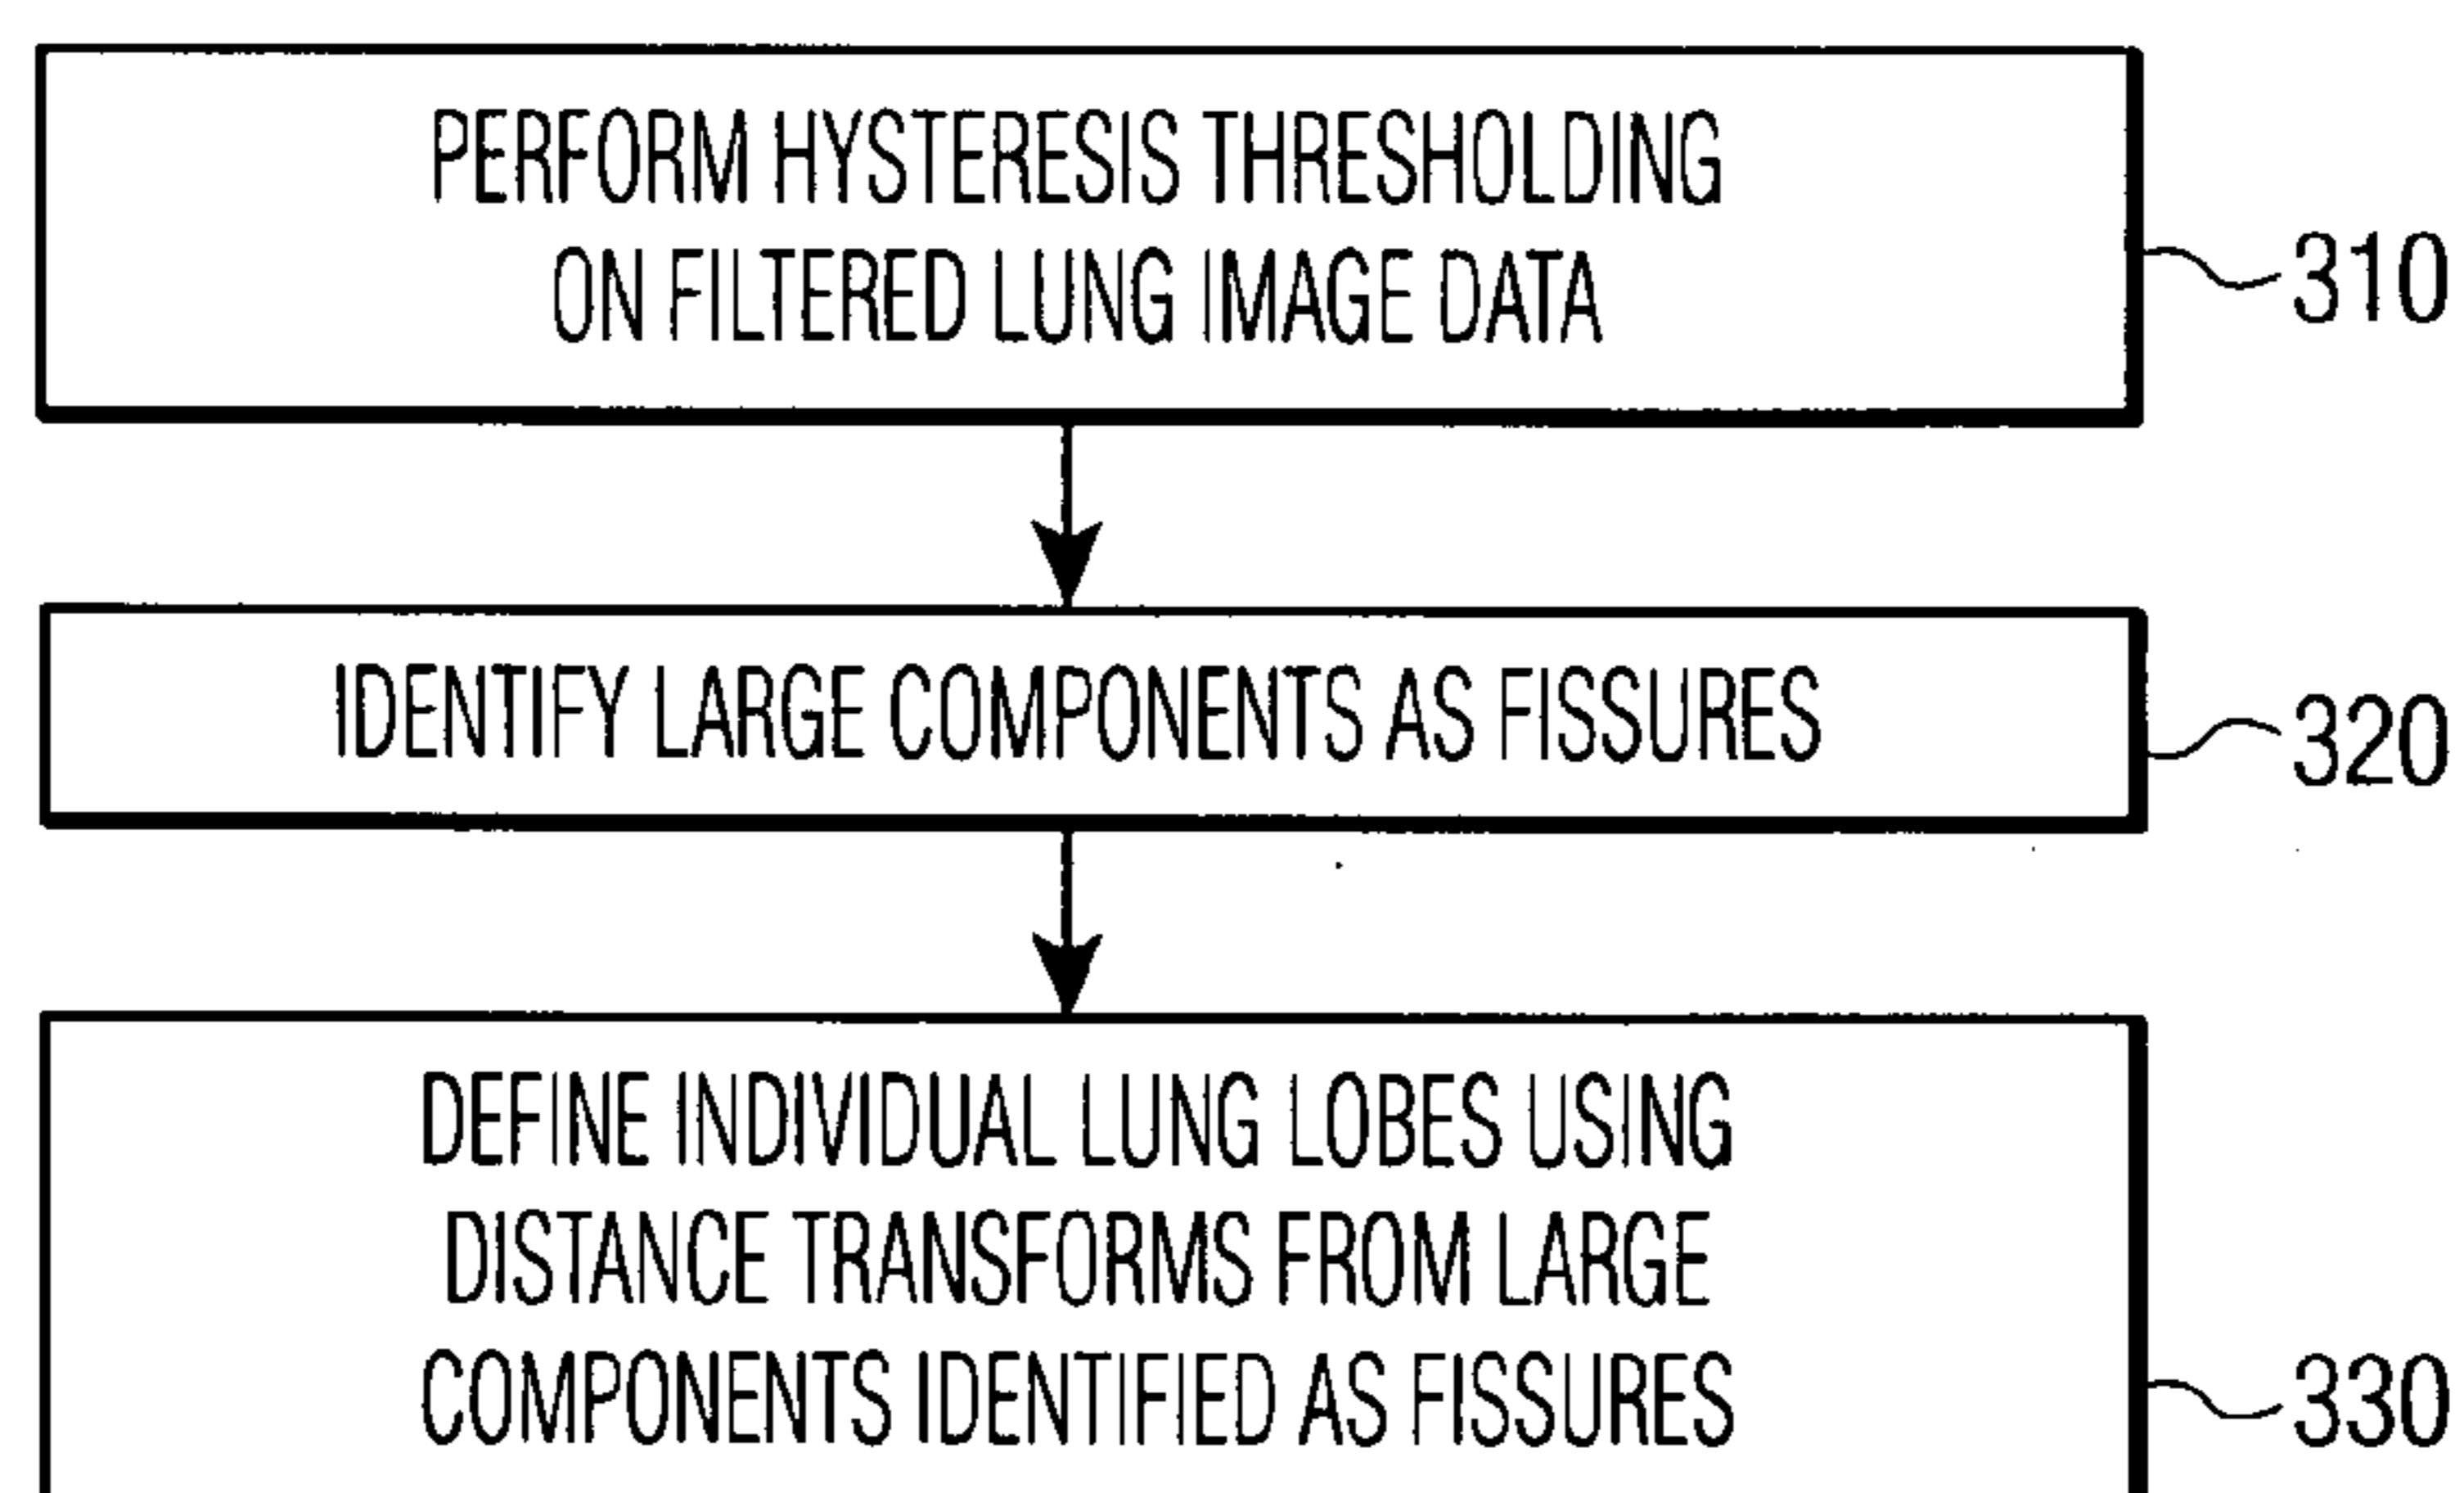 PERFORM HYSTERESIS THRESHOLDING
ON FILTERED LUNG IMAGE DATA
310
IDENTIFY LARGE COMPONENTS AS FISSURES
320
DEFINE INDIVIDUAL LUNG LOBES USING
DISTANCE TRANSFORMS FROM LARGE
COMPONENTS IDENTIFIED AS FISSURES
330